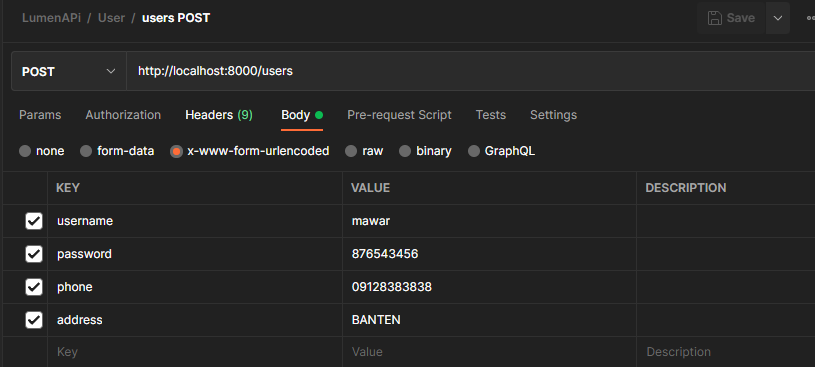 LumenAPi / User / users POST Save
POST http://localhost:8000/users
Params Authorization Headers (9) Body Pre-request Script Tests Settings
none form-data x-www-form-urlencoded raw binary GraphQL
KEY VALUE DESCRIPTION
username mawar
password 876543456
phone 09128383838
address BANTEN
Key Value Description